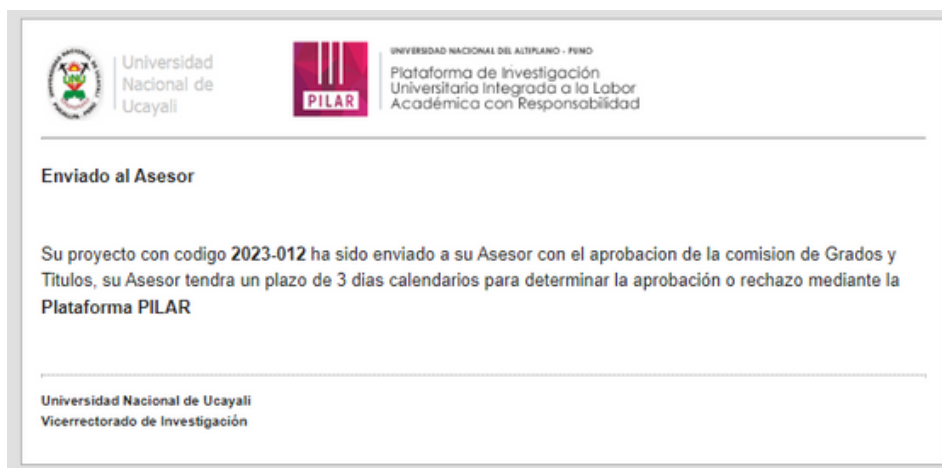 Universidad
Nacional de
Ucayali
PILAR
UNIVERSIDAD NACIONAL DEL ALTIPLANO - PUNO
Plataforma de Investigación
Universitaria Integrada a la Labor
Académica con Responsabilidad
Enviado al Asesor
Su proyecto con codigo 2023-012 ha sido enviado a su Asesor con el aprobacion de la comision de Grados y
Titulos, su Asesor tendra un plazo de 3 dias calendarios para determinar la aprobación o rechazo mediante la
Plataforma PILAR
Universidad Nacional de Ucayali
Vicerrectorado de Investigación